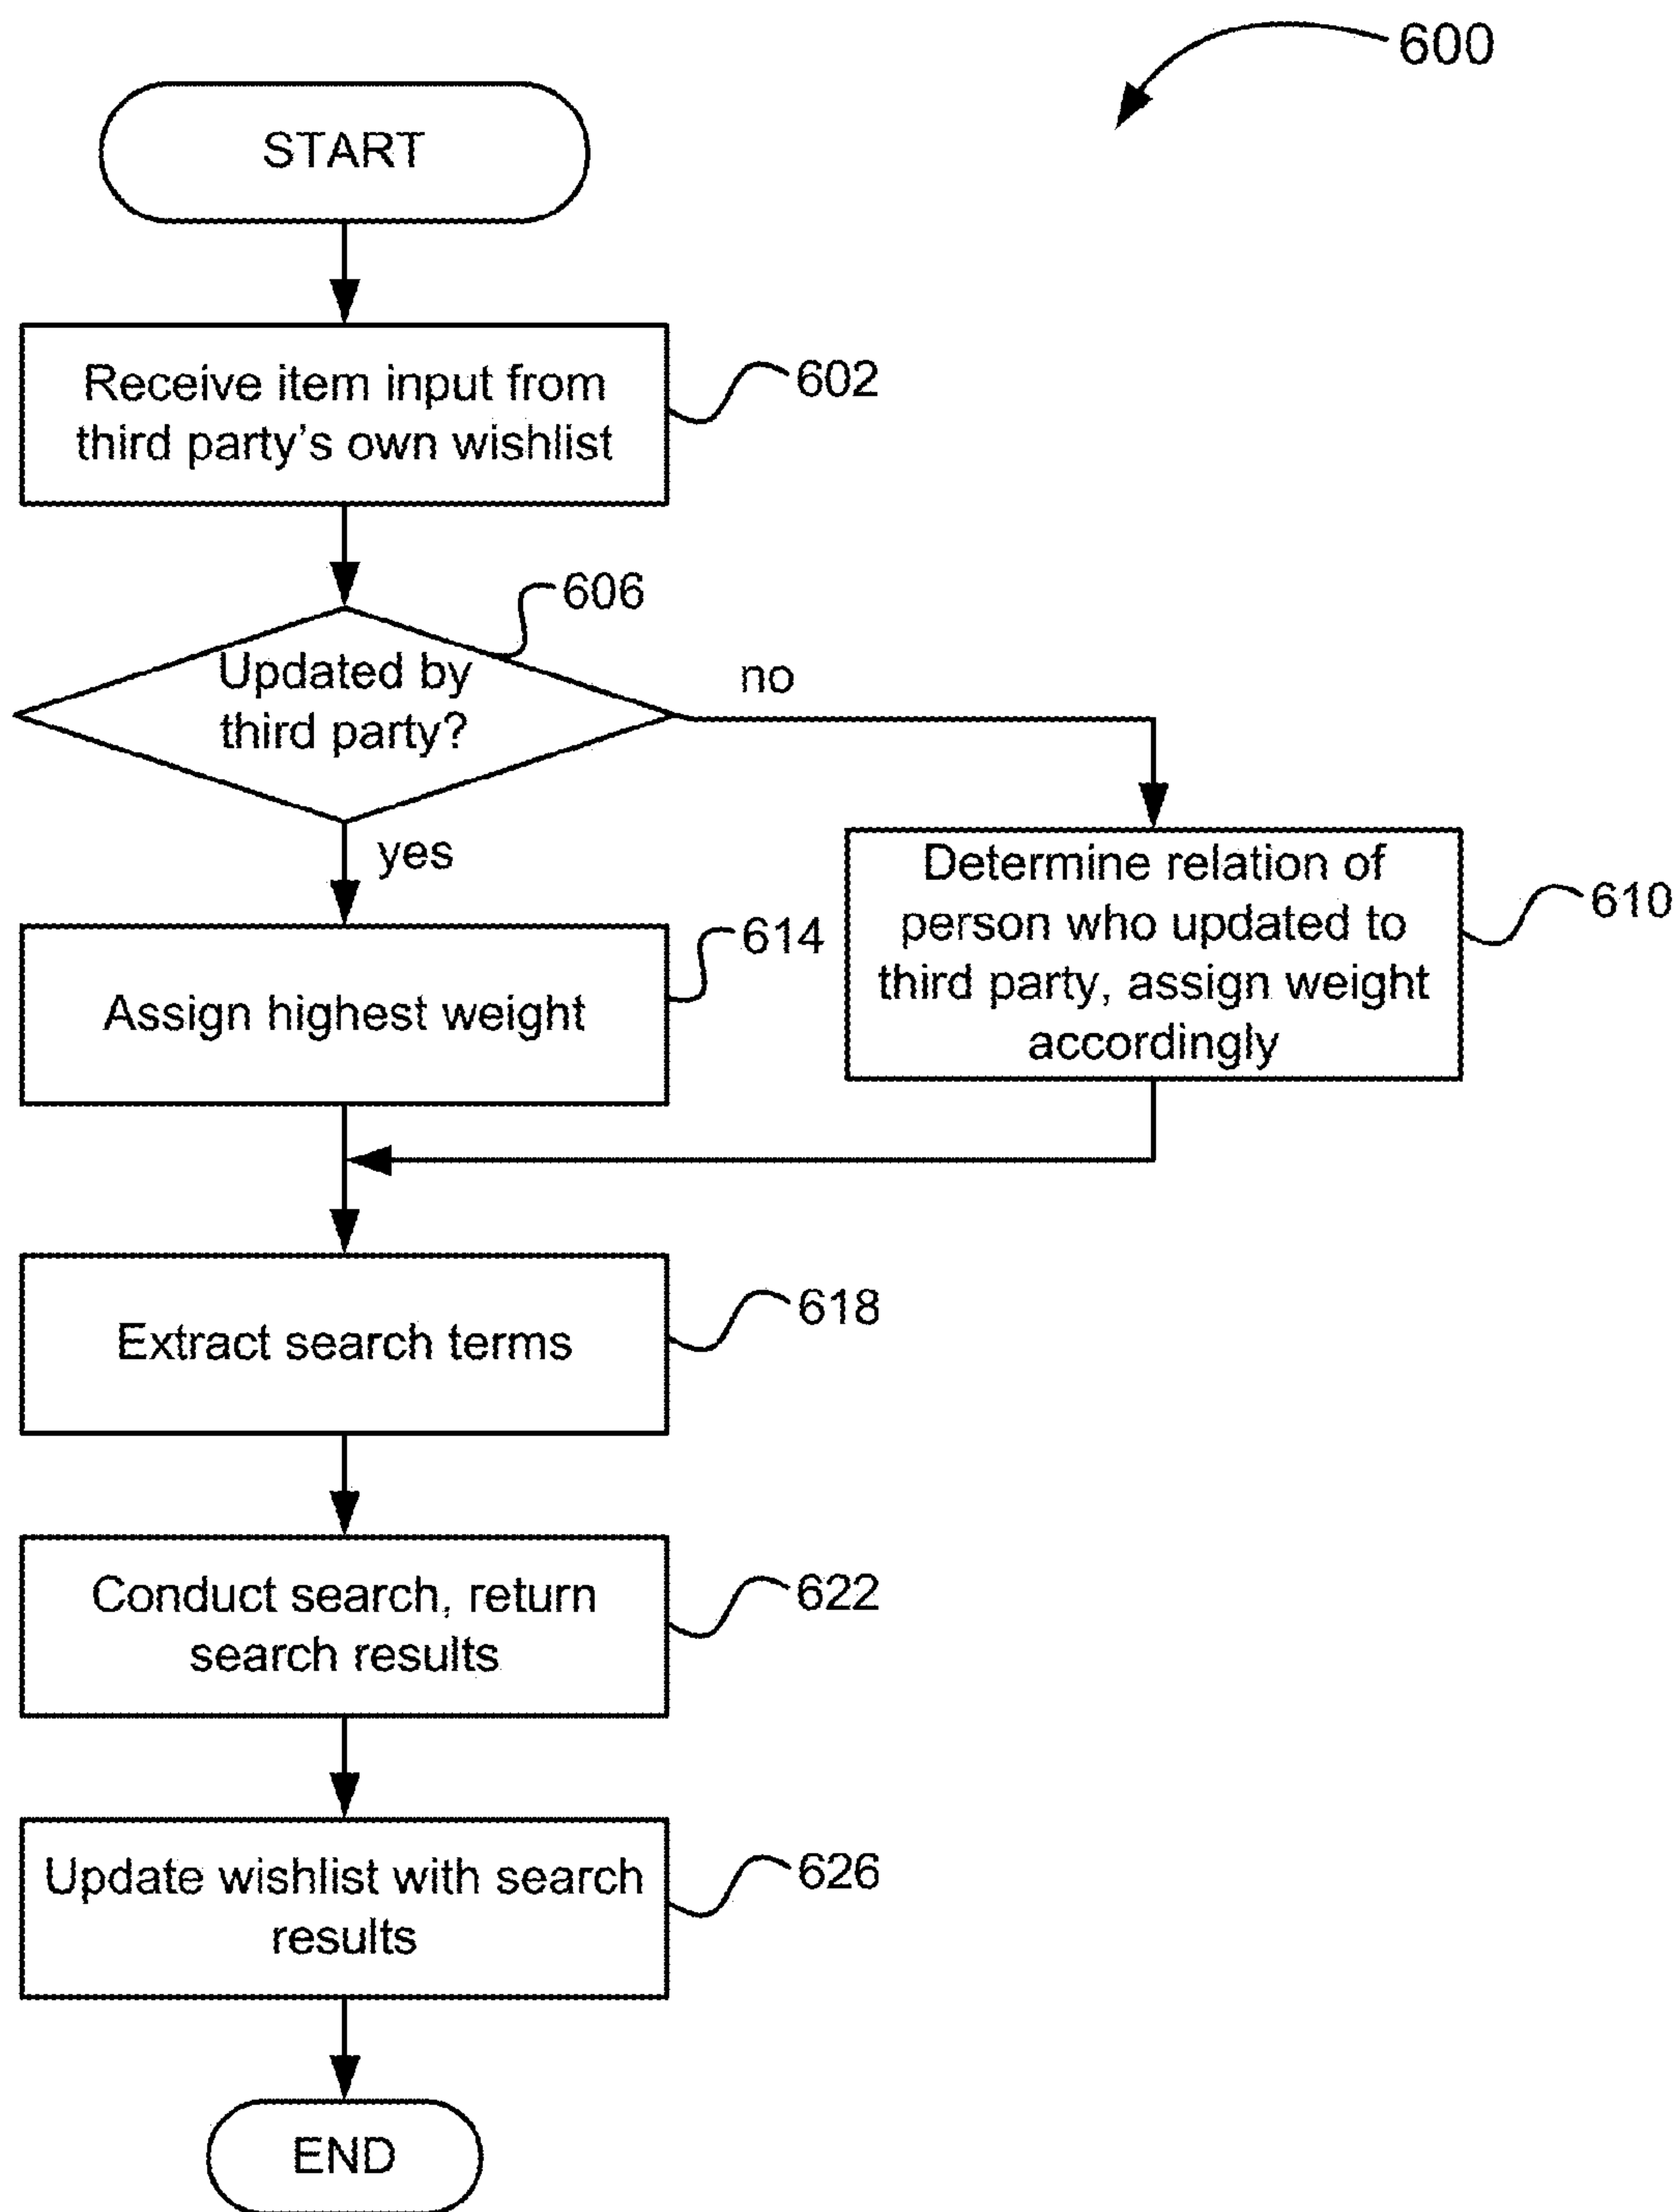 600
START
Receive item input from
third party's own wishlist
602
606
Updated by
third party?
no
yes
Determine relation of
person who updated to
third party, assign weight
accordingly
610
614
Assign highest weight
618
Extract search terms
Conduct search, return
search results
622
Update wishlist with search
results
626
END